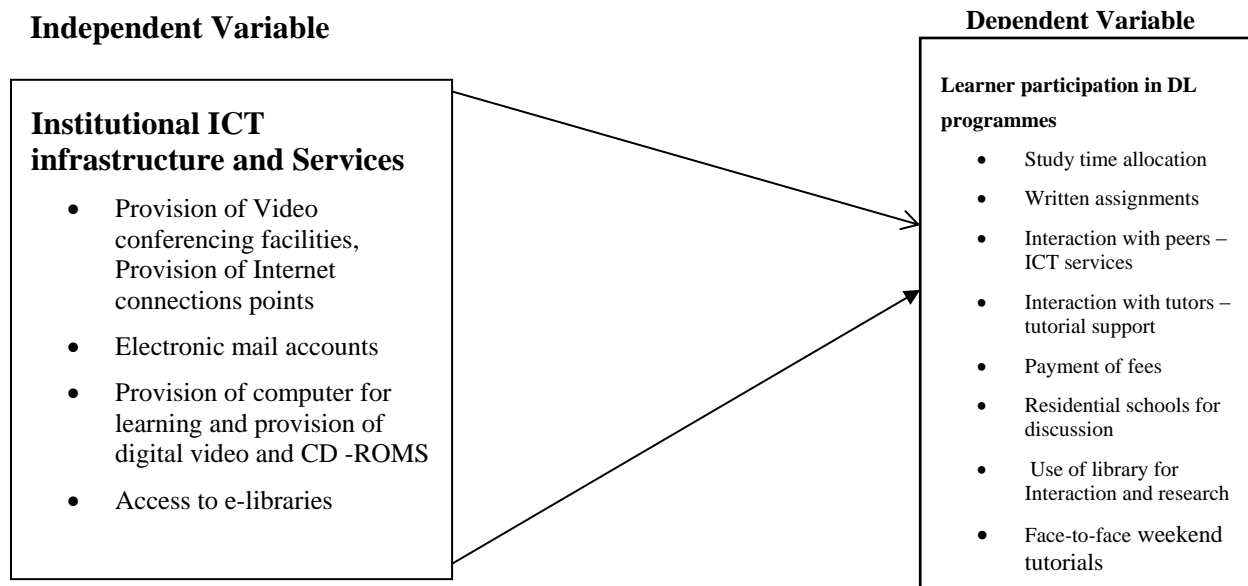 Independent Variable
Institutional ICT
infrastructure and Services
• Provision of Video
conferencing facilities,
Provision of Internet
connections points
• Electronic mail accounts
• Provision of computer for
learning and provision of
digital video and CD -ROMS
• Access to e-libraries
Dependent Variable
Learner participation in DL
programmes
• Study time allocation
• Written assignments
• Interaction with peers –
ICT services
• Interaction with tutors –
tutorial support
• Payment of fees
• Residential schools for
discussion
• Use of library for
Interaction and research
• Face-to-face weekend
tutorials